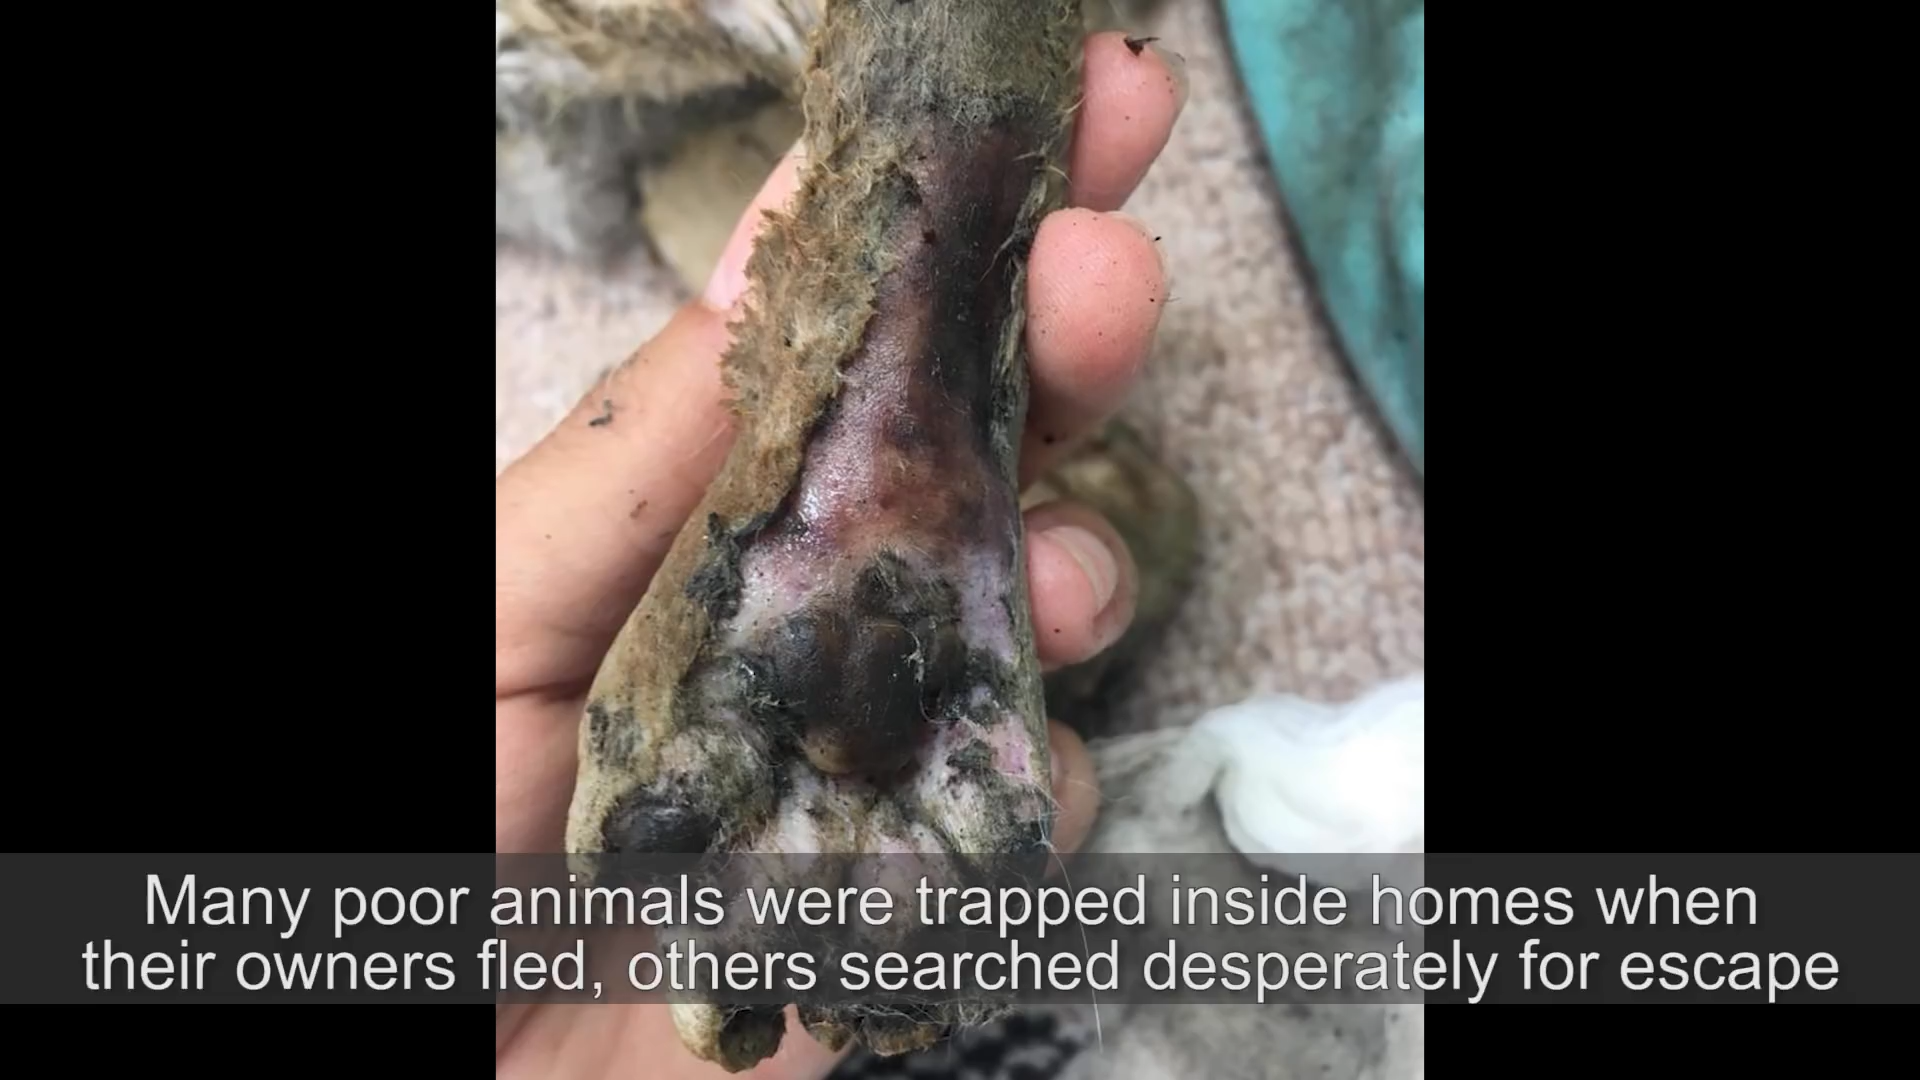 Many poor animals were trapped inside homes when
their owners fled, others searched desperately for escape